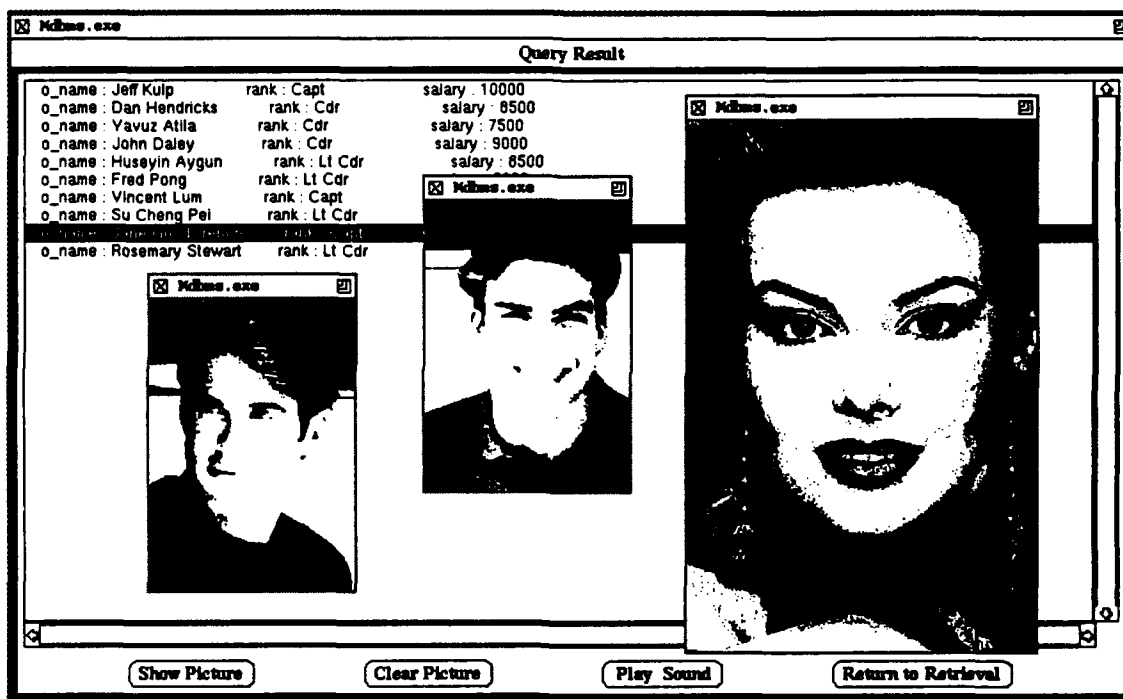 Mdbms.exe
Query Result
o_name : Jeff Kulp rank : Capt salary : 10000
o_name : Dan Hendricks rank : Cdr salary : 8500
o_name : Yavuz Atila rank : Cdr salary : 7500
o_name : John Daley rank : Cdr salary : 9000
o_name : Huseyin Aygun rank : Lt Cdr salary : 6500
o_name : Fred Pong rank : Lt Cdr
o_name : Vincent Lum rank : Capt
o_name : Su Cheng Pei rank : Lt Cdr
o_name : Rosemary Stewart rank : Lt Cdr
Mdbms.exe
Mdbms.exe
Mdbms.exe
Show Picture Clear Picture Play Sound Return to Retrieval